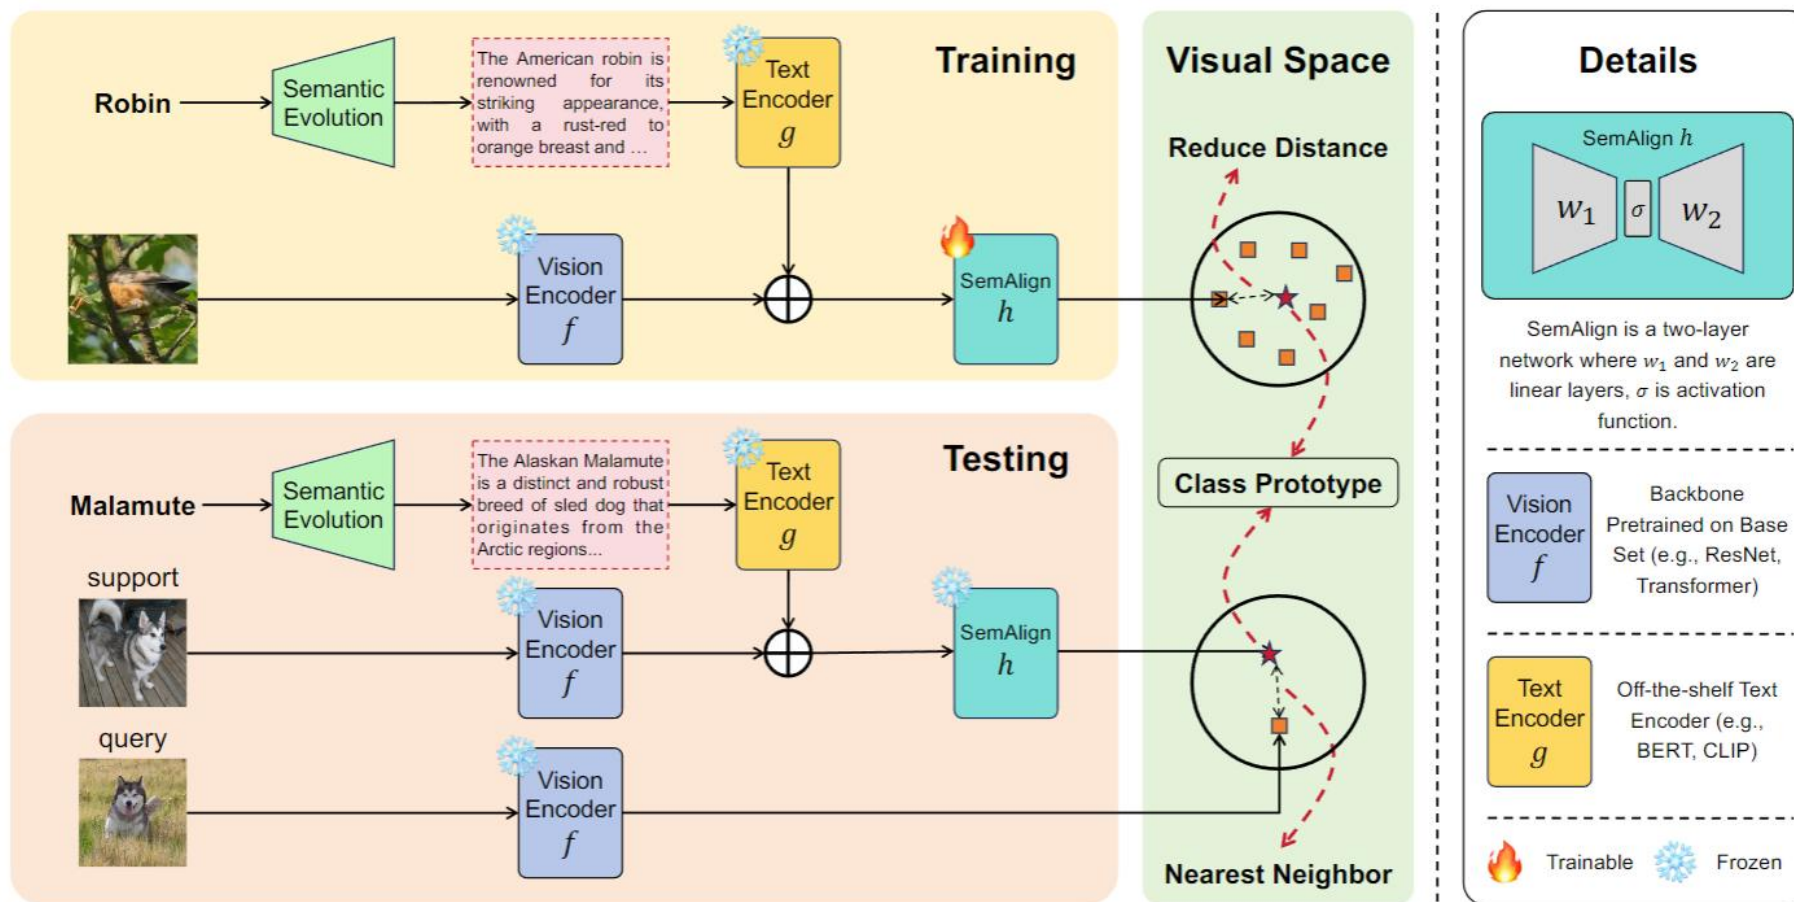 Training
Robin
Semantic
Evolution
The American robin is
renowned for its
striking appearance,
with a rust-red to
orange breast and ...
Text
Encoder
g
Vision
Encoder
f
SemAlign
h
Testing
Malamute
Semantic
Evolution
The Alaskan Malamute
is a distinct and robust
breed of sled dog that
originates from the
Arctic regions...
Text
Encoder
g
support
Vision
Encoder
f
SemAlign
h
query
Vision
Encoder
f
Visual Space
Reduce Distance
Class Prototype
Nearest Neighbor
Details
SemAlign h
w₁
σ
w₂
SemAlign is a two-layer
network where w₁ and w₂ are
linear layers, σ is activation
function.
Vision
Encoder
f
Backbone
Pretrained on Base
Set (e.g., ResNet,
Transformer)
Text
Encoder
g
Off-the-shelf Text
Encoder (e.g.,
BERT, CLIP)
Trainable
Frozen